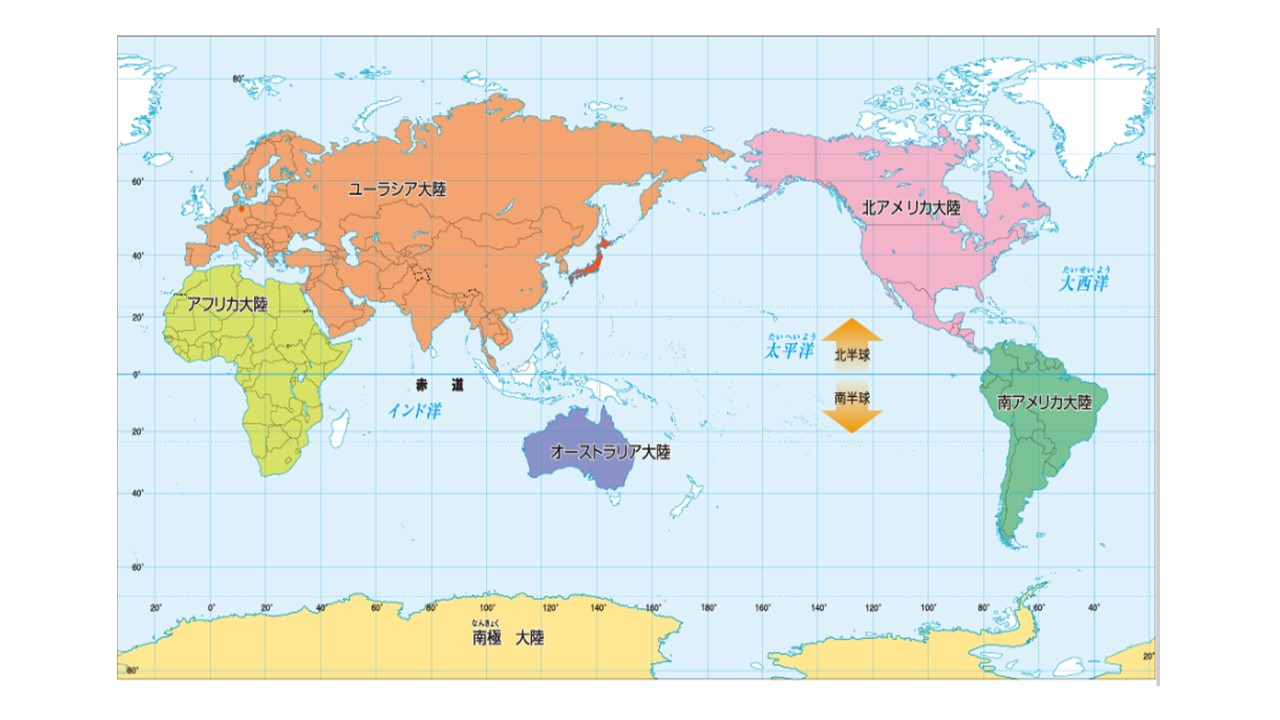 80°
60°
ユーラシア大陸
北アメリカ大陸
40°
たいせいよう
大西洋
アフリカ大陸
20°
たいへいよう
太平洋
北半球
0°
赤 道
南半球
インド洋
南アメリカ大陸
20°
オーストラリア大陸
40°
60°
20° 0° 20° 40° 60° 80° 100° 120° 140° 160° 180° 160° 140° 120° 100° 80° 60° 40°
なんきょく
南極 大陸
20°
80°